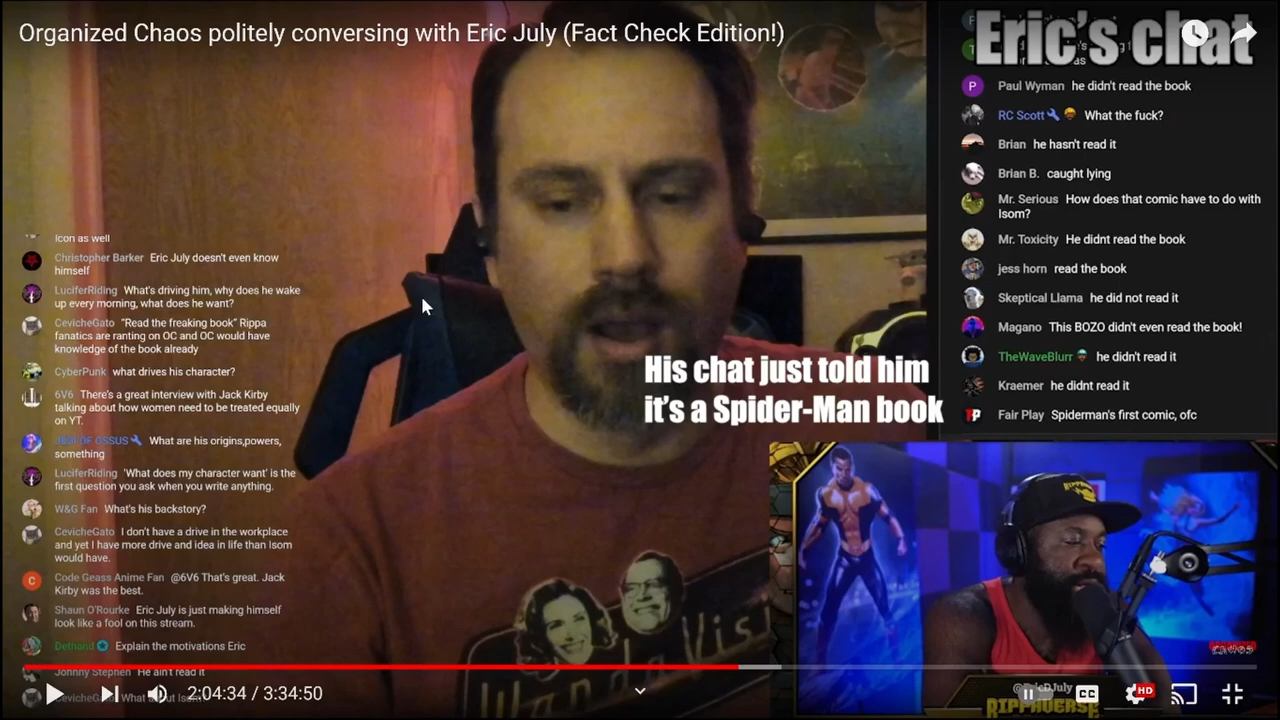 Organized Chaos politely conversing with Eric July (Fact Check Edition!)
Eric's chat
as
Paul Wyman he didn't read the book
RC Scott What the fuck?
Brian he hasn't read it
Brian B. caught lying
Mr. Serious How does that comic have to do with
Isom?
Mr. Toxicity He didnt read the book
jess horn read the book
Skeptical Llama he did not read it
Magano This BOZO didn't even read the book!
TheWaveBlurr he didn't read it
Kraemer he didnt read it
Fair Play Spiderman's first comic, ofc
Icon as well
Christopher Barker Eric July doesn't even know
himself
LuciferRiding What's driving him, why does he wake
up every morning, what does he want?
CevicheGato "Read the freaking book" Rippa
fanatics are ranting on OC and OC would have
knowledge of the book already
CyberPunk what drives his character?
6V6 There's a great interview with Jack Kirby
talking about how women need to be treated equally
on YT.
JEDI OF OSSUS What are his origins,powers,
something
LuciferRiding 'What does my character want' is the
first question you ask when you write anything.
W&G Fan What's his backstory?
CevicheGato I don't have a drive in the workplace
and yet I have more drive and idea in life than Isom
would have.
Code Geass Anime Fan @6V6 That's great. Jack
Kirby was the best.
Shaun O'Rourke Eric July is just making himself
look like a fool on this stream.
Dethand Explain the motivations Eric
Johnny Stephen He ain't read it
CevicheGato What about Isom
His chat just told him
it's a Spider-Man book
WandaVis
@EricDJuly
RIPPAVERSE
2:04:34 / 3:34:50
CC
HD